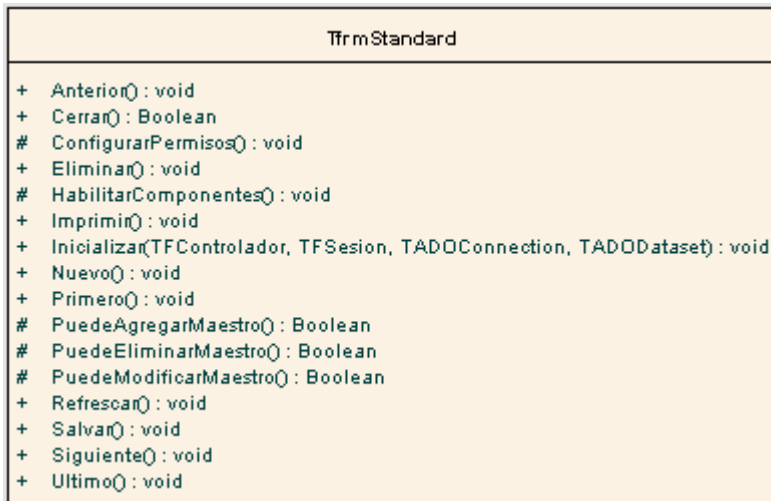 TfrmStandard
+ Anterior() : void
+ Cerrar() : Boolean
# ConfigurarPermisos() : void
+ Eliminar() : void
# HabilitarComponentes() : void
+ Imprimir() : void
+ Inicializar(TFControlador, TFSesion, TADOConnection, TADODataset) : void
+ Nuevo() : void
+ Primero() : void
# PuedeAgregarMaestro() : Boolean
# PuedeEliminarMaestro() : Boolean
# PuedeModificarMaestro() : Boolean
+ Refrescar() : void
+ Salvar() : void
+ Siguiente() : void
+ Ultimo() : void